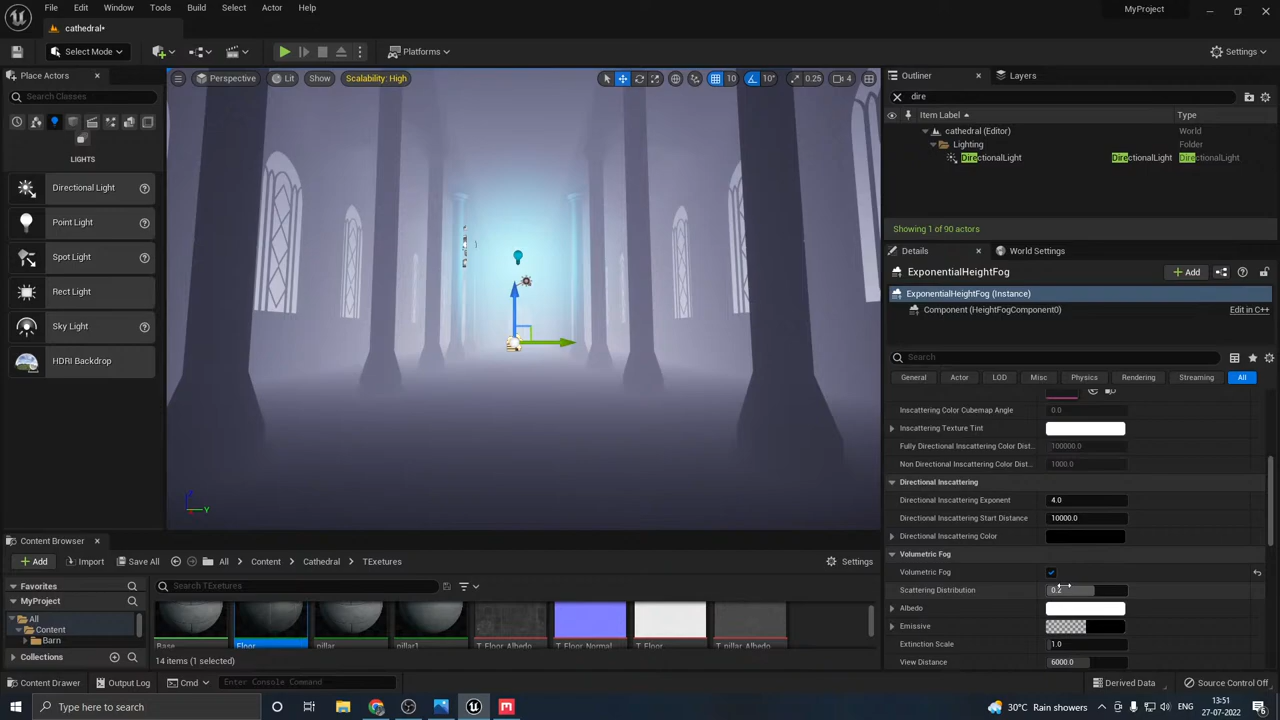 File Edit Window Tools Build Select Actor Help
MyProject
cathedral*
Select Mode
Platforms
Settings
Place Actors
Search Classes
LIGHTS
Directional Light
Point Light
Spot Light
Rect Light
Sky Light
HDRI Backdrop
Perspective Lit Show Scalability: High
10 10° 0.25 4
Outliner Layers
dire
Item Label Type
cathedral (Editor) World
Lighting Folder
DirectionalLight DirectionalLight DirectionalLight
Showing 1 of 90 actors
Details World Settings
ExponentialHeightFog
Add
ExponentialHeightFog (Instance)
Component (HeightFogComponent0) Edit in C++
Search
General Actor LOD Misc Physics Rendering Streaming All
Inscattering Color Cubemap Angle 0.0
Inscattering Texture Tint
Fully Directional Inscattering Color Dist... 100000.0
Non Directional Inscattering Color Dist... 1000.0
Directional Inscattering
Directional Inscattering Exponent 4.0
Directional Inscattering Start Distance 10000.0
Directional Inscattering Color
Volumetric Fog
Volumetric Fog
Scattering Distribution 0.2
Albedo
Emissive
Extinction Scale 1.0
View Distance 6000.0
Z
Y
Content Browser
Add Import Save All All Content Cathedral TExetures Settings
Favorites
MyProject
All
Content
Barn
Collections
Search TExetures
Base Floor pillar pillar1 T_Floor_Albedo T_Floor_Normal T_Floor T_pillar_Albedo T_pillar_Normal
14 items (1 selected)
Content Drawer Output Log Cmd Enter Console Command Derived Data Source Control Off
Type here to search
30°C Rain showers
ENG
13:51
27-07-2022